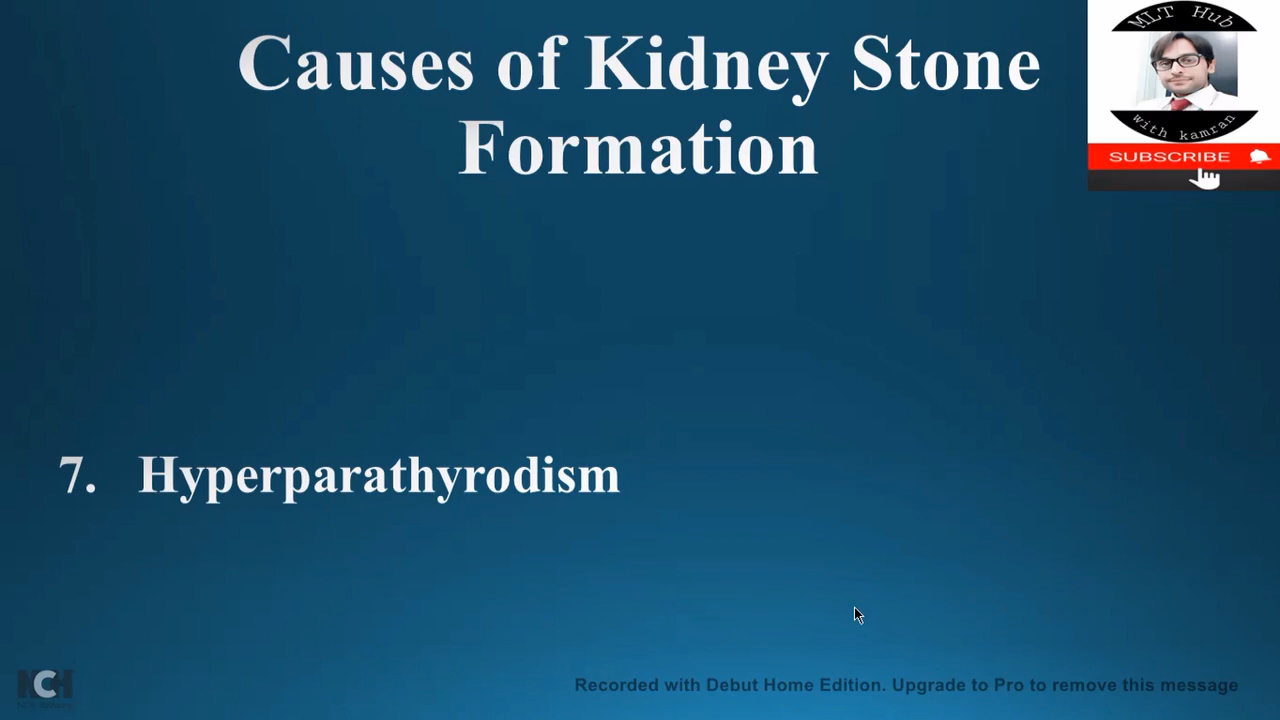 Causes of Kidney Stone
Formation
MLT Hub
with kamran
SUBSCRIBE
7. Hyperparathyrodism
NCH
Recorded with Debut Home Edition. Upgrade to Pro to remove this message